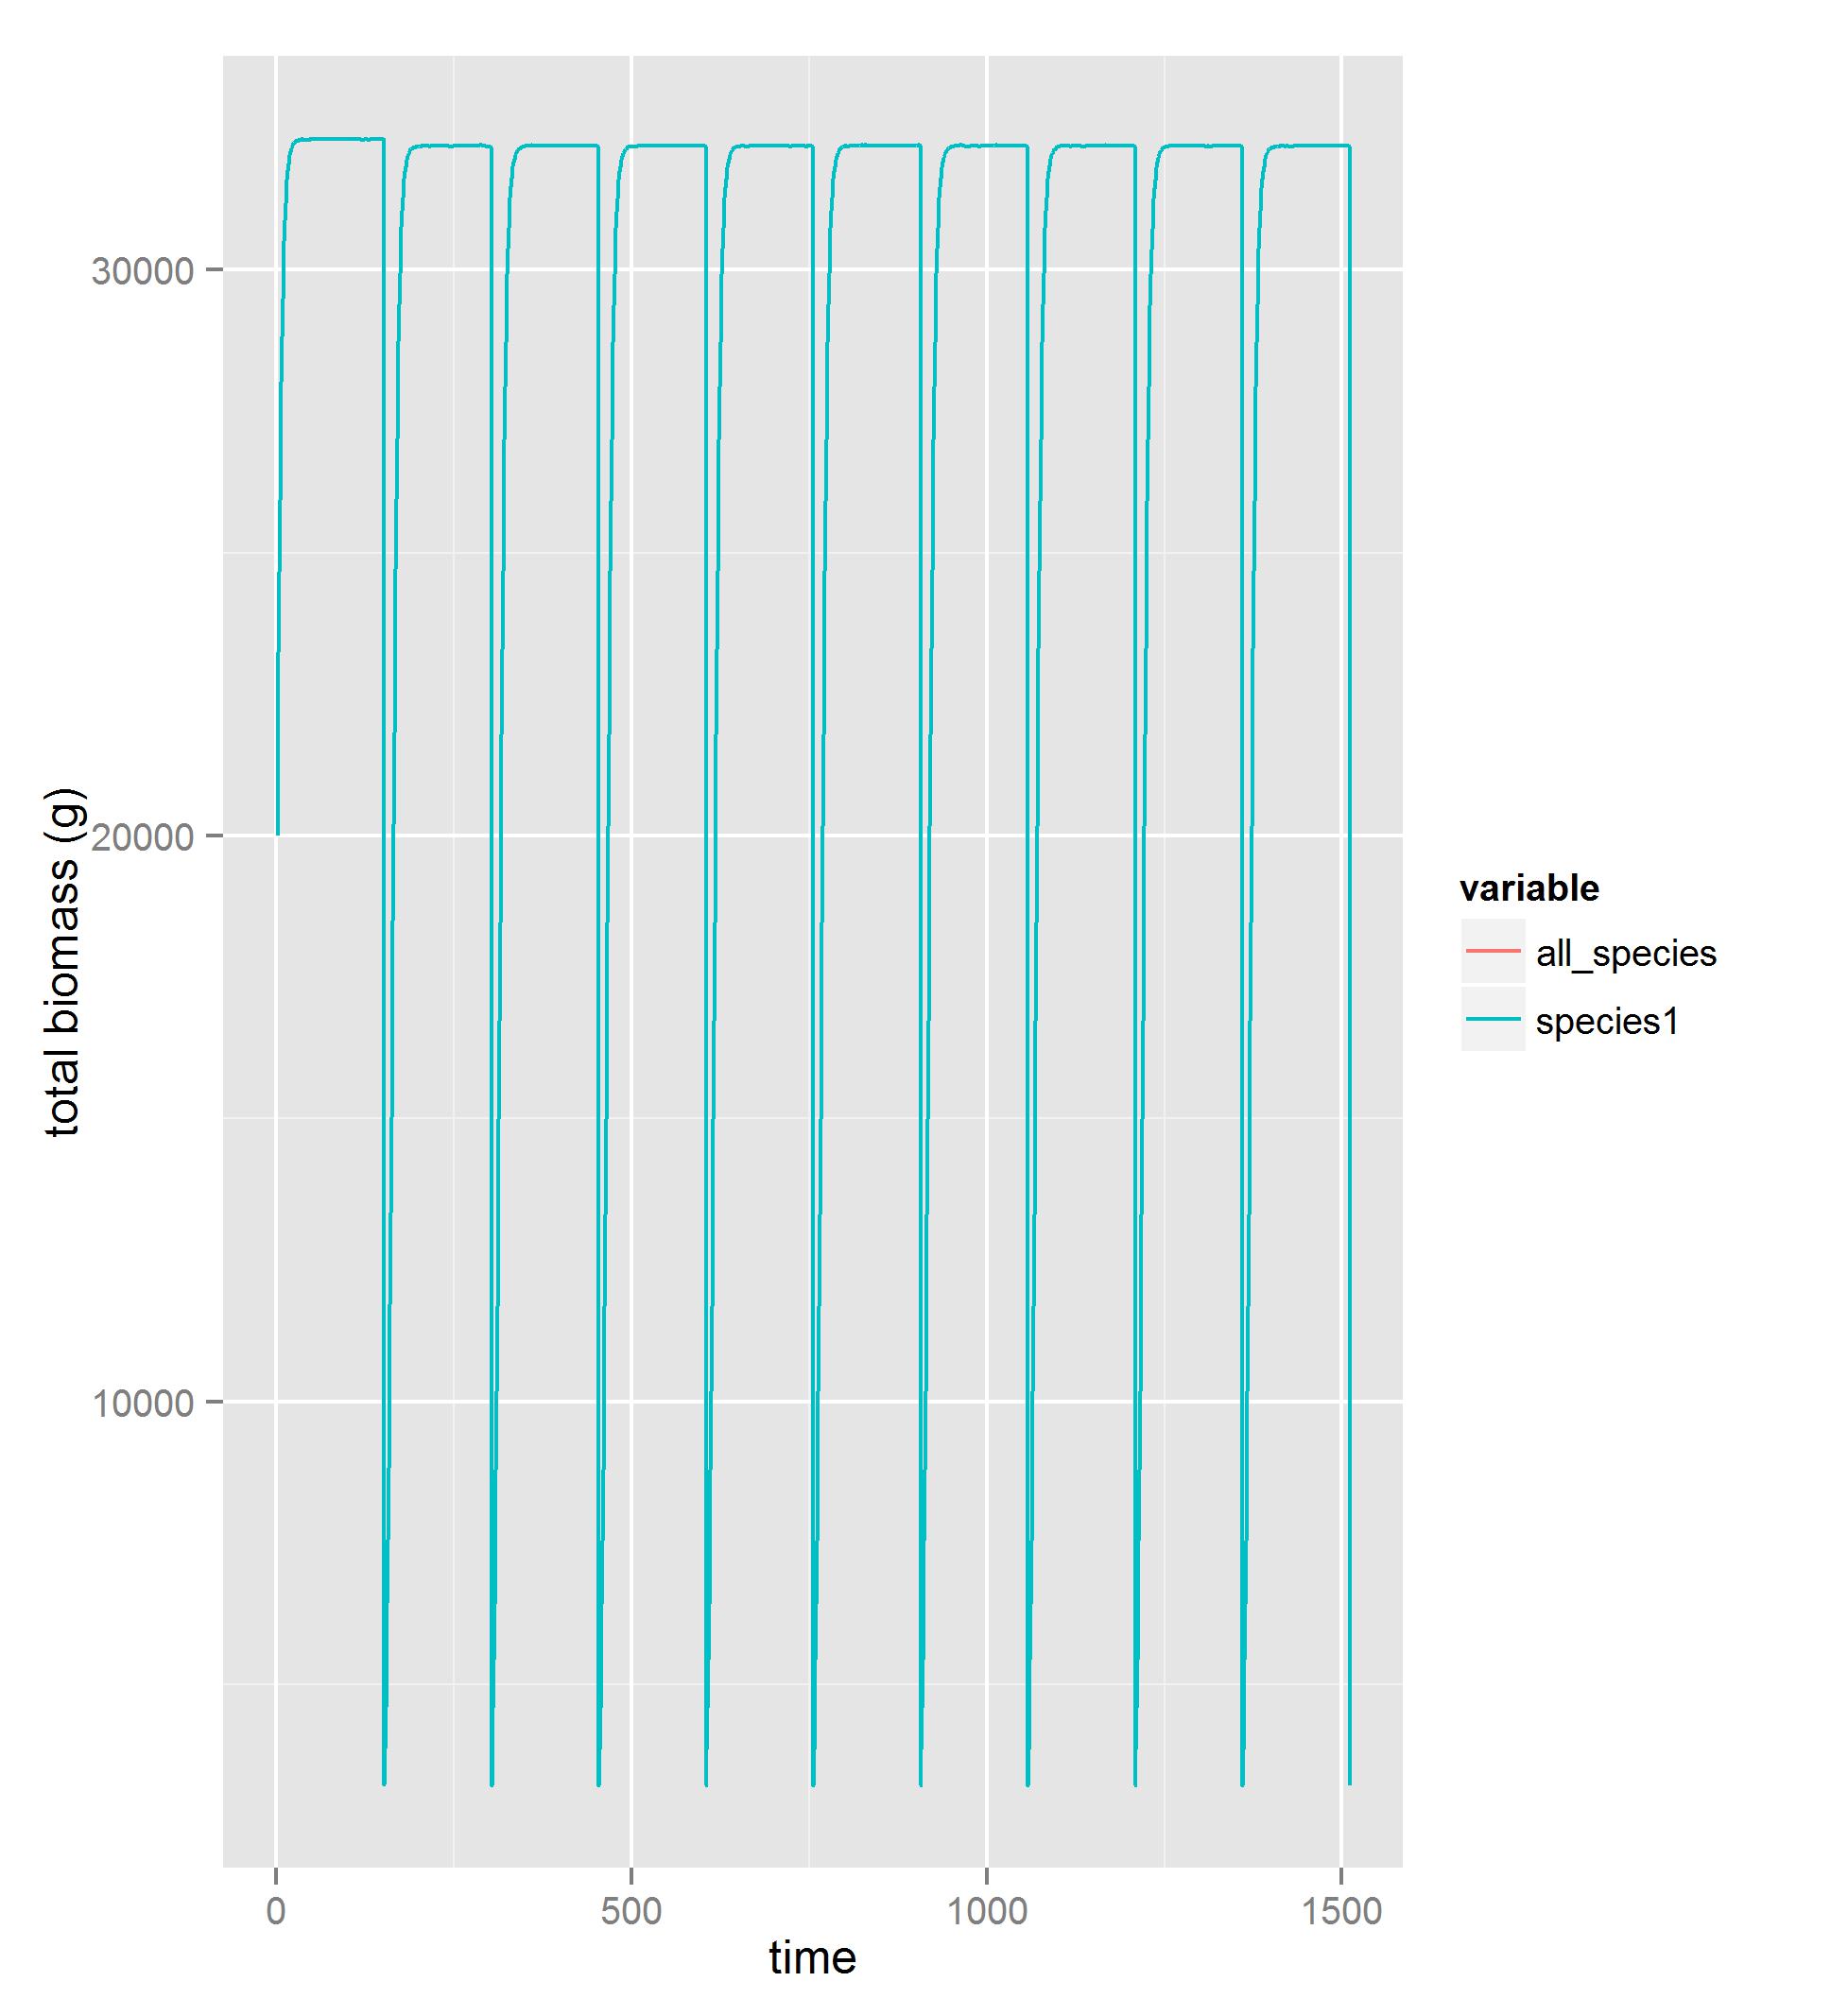 total biomass (g)
30000
20000
10000
0 500 1000 1500
time
variable
all_species
species1